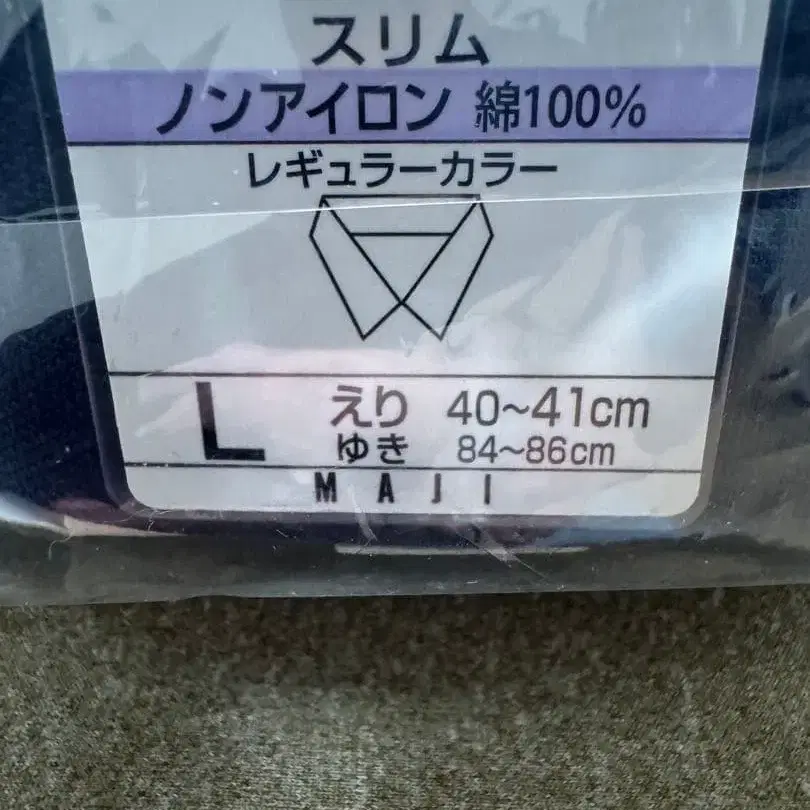 スリム
ノンアイロン 綿100%
レギュラーカラー
L えり 40~41cm
ゆき 84~86cm
MAJI